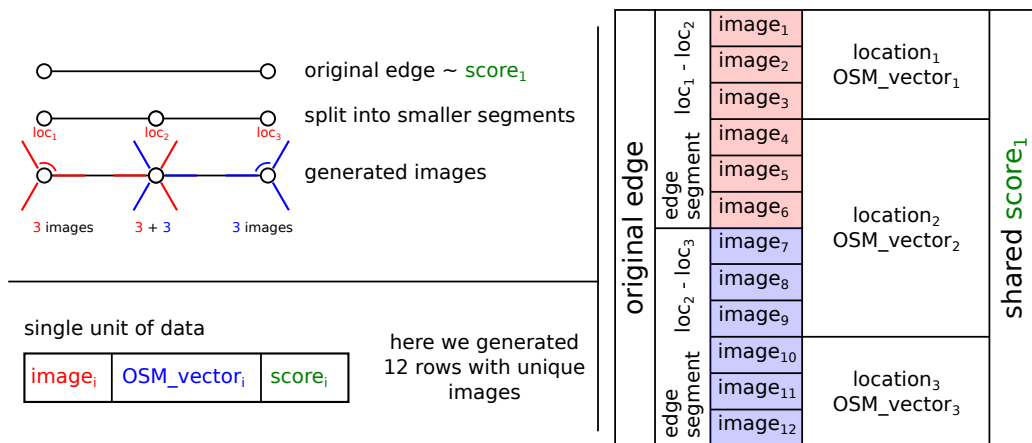 original edge ~ score₁
split into smaller segments
loc₁ loc₂ loc₃
generated images
3 images 3 + 3 3 images
single unit of data
imageᵢ OSM_vectorᵢ scoreᵢ
here we generated
12 rows with unique
images
original edge
edge segment loc₁ - loc₂
edge segment loc₂ - loc₃
image₁
image₂
image₃
image₄
image₅
image₆
image₇
image₈
image₉
image₁₀
image₁₁
image₁₂
location₁
OSM_vector₁
location₂
OSM_vector₂
location₃
OSM_vector₃
shared score₁